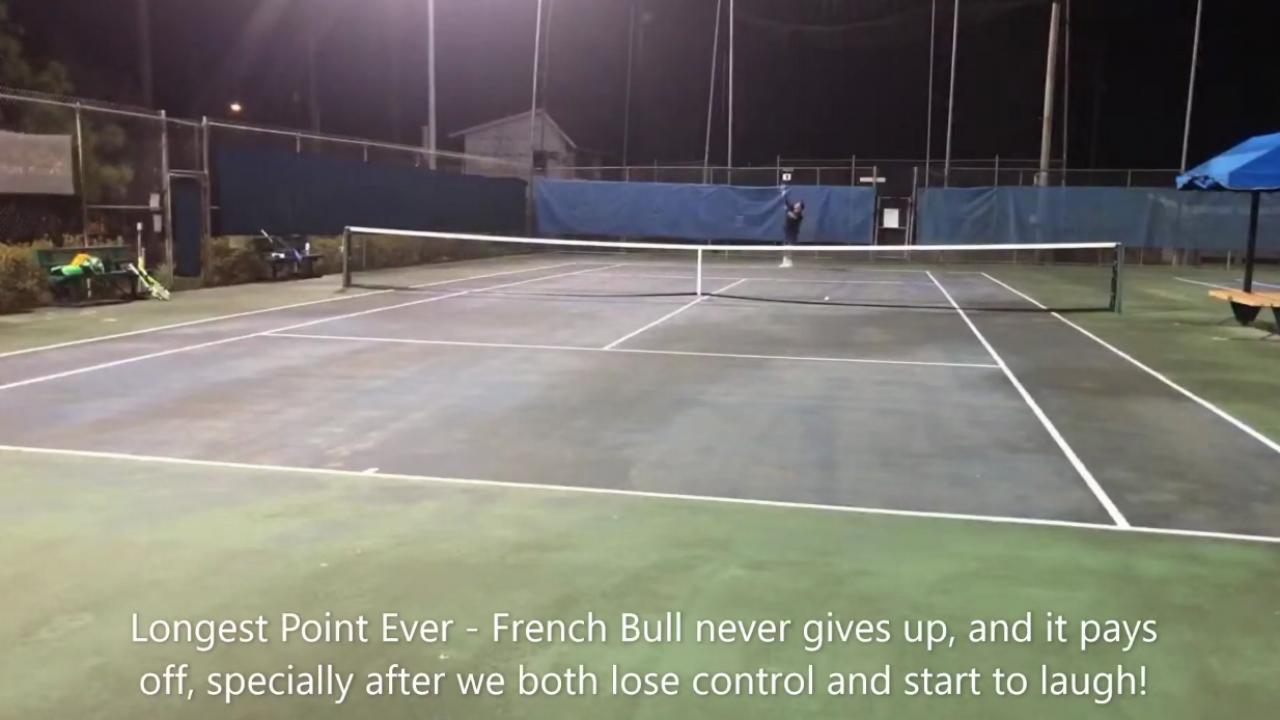 Longest Point Ever - French Bull never gives up, and it pays
off, specially after we both lose control and start to laugh!